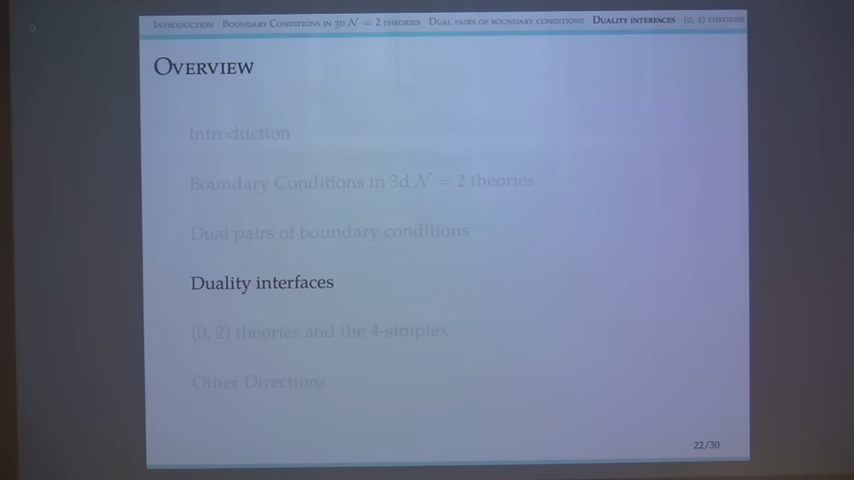 INTRODUCTION BOUNDARY CONDITIONS IN 3D 𝒩 = 2 THEORIES DUAL PAIRS OF BOUNDARY CONDITIONS DUALITY INTERFACES (0, 2) THEORIES
OVERVIEW
Introduction
Boundary Conditions in 3d 𝒩 = 2 theories
Dual pairs of boundary conditions
Duality interfaces
(0, 2) theories and the 4-simplex
Other Directions
22/30